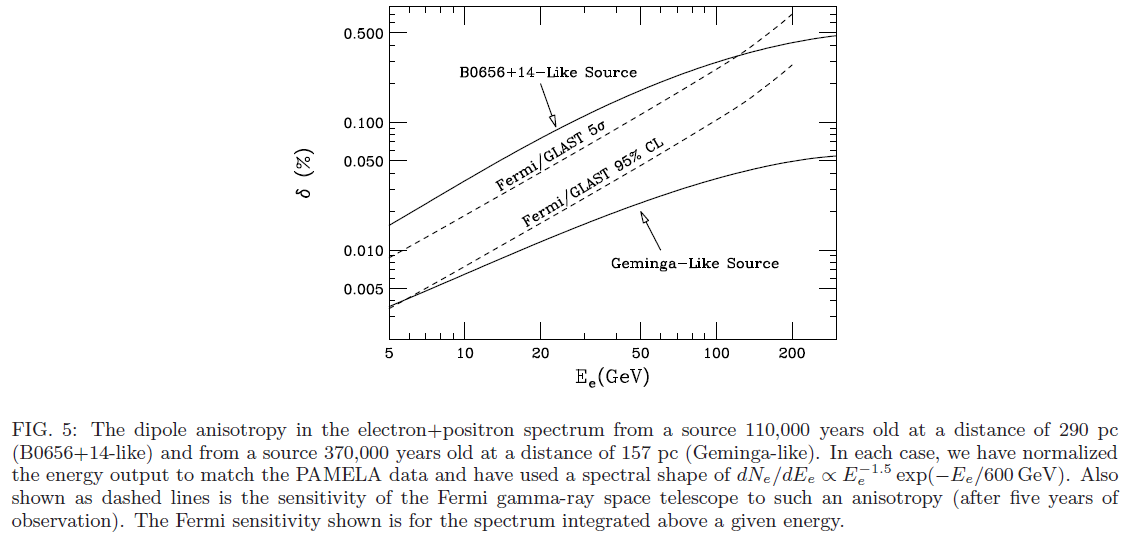 0.500
B0656+14-Like Source
0.100
Fermi/GLAST 5σ
0.050
Fermi/GLAST 95% CL
δ (%)
0.010
Geminga-Like Source
0.005
5 10 20 50 100 200
E_e(GeV)
FIG. 5: The dipole anisotropy in the electron+positron spectrum from a source 110,000 years old at a distance of 290 pc
(B0656+14-like) and from a source 370,000 years old at a distance of 157 pc (Geminga-like). In each case, we have normalized
the energy output to match the PAMELA data and have used a spectral shape of dN_e/dE_e ∝ E_e^{-1.5} exp(−E_e/600 GeV). Also
shown as dashed lines is the sensitivity of the Fermi gamma-ray space telescope to such an anisotropy (after five years of
observation). The Fermi sensitivity shown is for the spectrum integrated above a given energy.